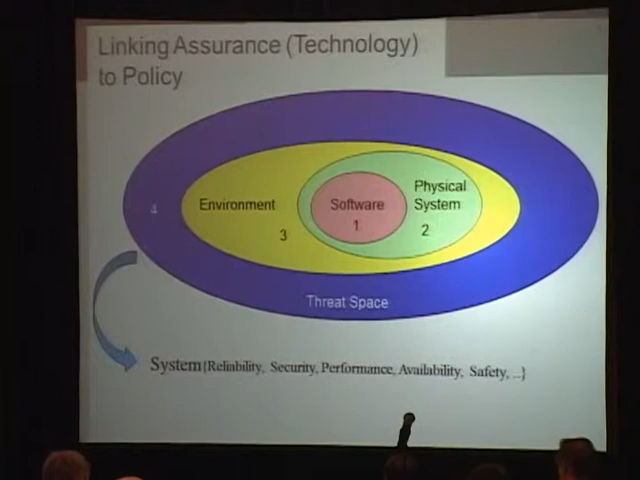 Linking Assurance (Technology)
to Policy
Environment
3
Software
1
Physical
System
2
4
Threat Space
System{Reliability, Security, Performance, Availability, Safety, ..}